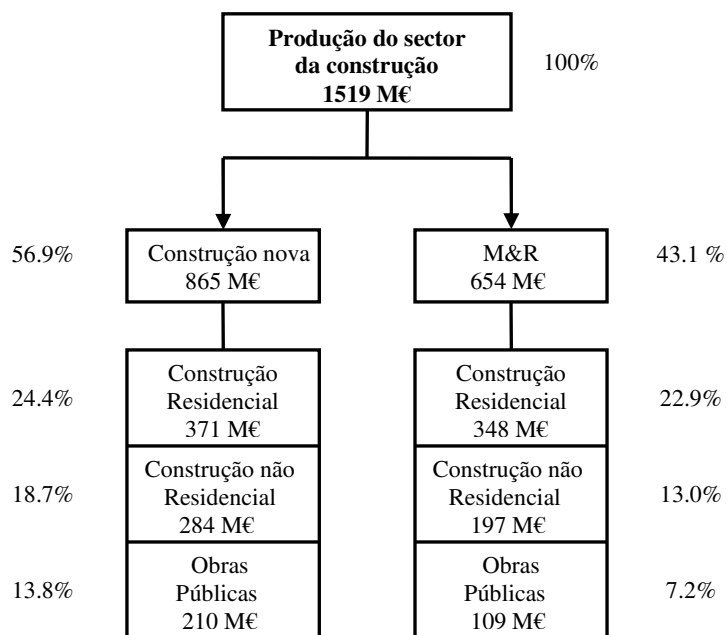 Produção do sector
da construção
1519 M€
100%
56.9%
Construção nova
865 M€
M&R
654 M€
43.1 %
24.4%
Construção
Residencial
371 M€
Construção
Residencial
348 M€
22.9%
18.7%
Construção não
Residencial
284 M€
Construção não
Residencial
197 M€
13.0%
13.8%
Obras
Públicas
210 M€
Obras
Públicas
109 M€
7.2%